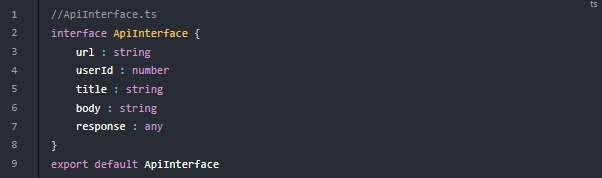 ts
1 //ApiInterface.ts
2 interface ApiInterface {
3 url : string
4 userId : number
5 title : string
6 body : string
7 response : any
8 }
9 export default ApiInterface